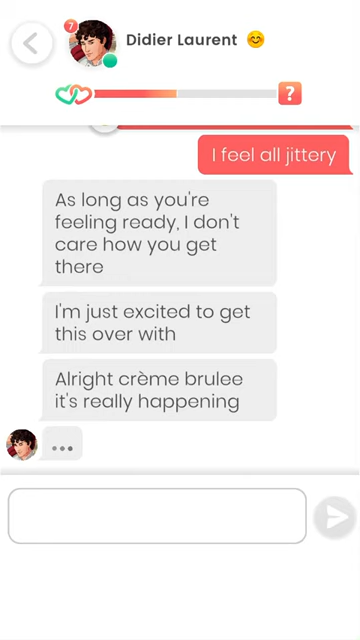 7
Didier Laurent 😊
?
I feel all jittery
As long as you're
feeling ready, I don't
care how you get
there
I'm just excited to get
this over with
Alright crème brulee
it's really happening
...